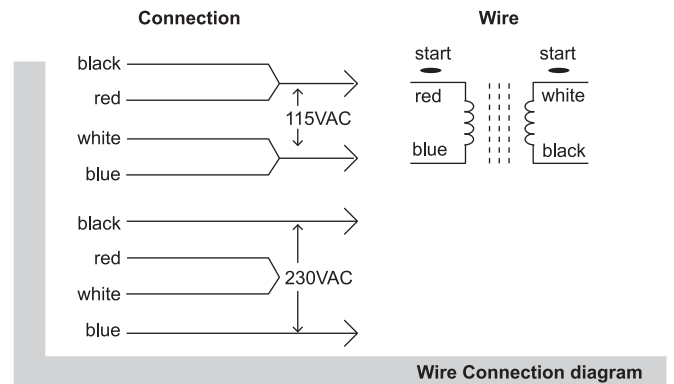 Connection
Wire
black
red
115VAC
white
blue
black
red
230VAC
white
blue
start
start
red
white
blue
black
Wire Connection diagram